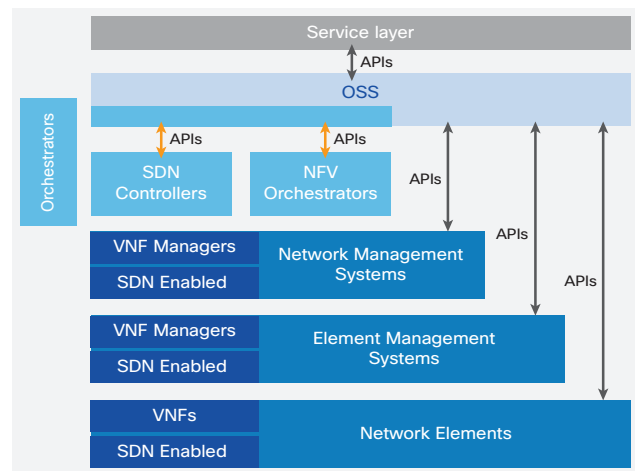 Service layer
APIs
OSS
Orchestrators
APIs
APIs
SDN
Controllers
NFV
Orchestrators
APIs
APIs
APIs
VNF Managers
SDN Enabled
Network Management
Systems
VNF Managers
SDN Enabled
Element Management
Systems
VNFs
SDN Enabled
Network Elements